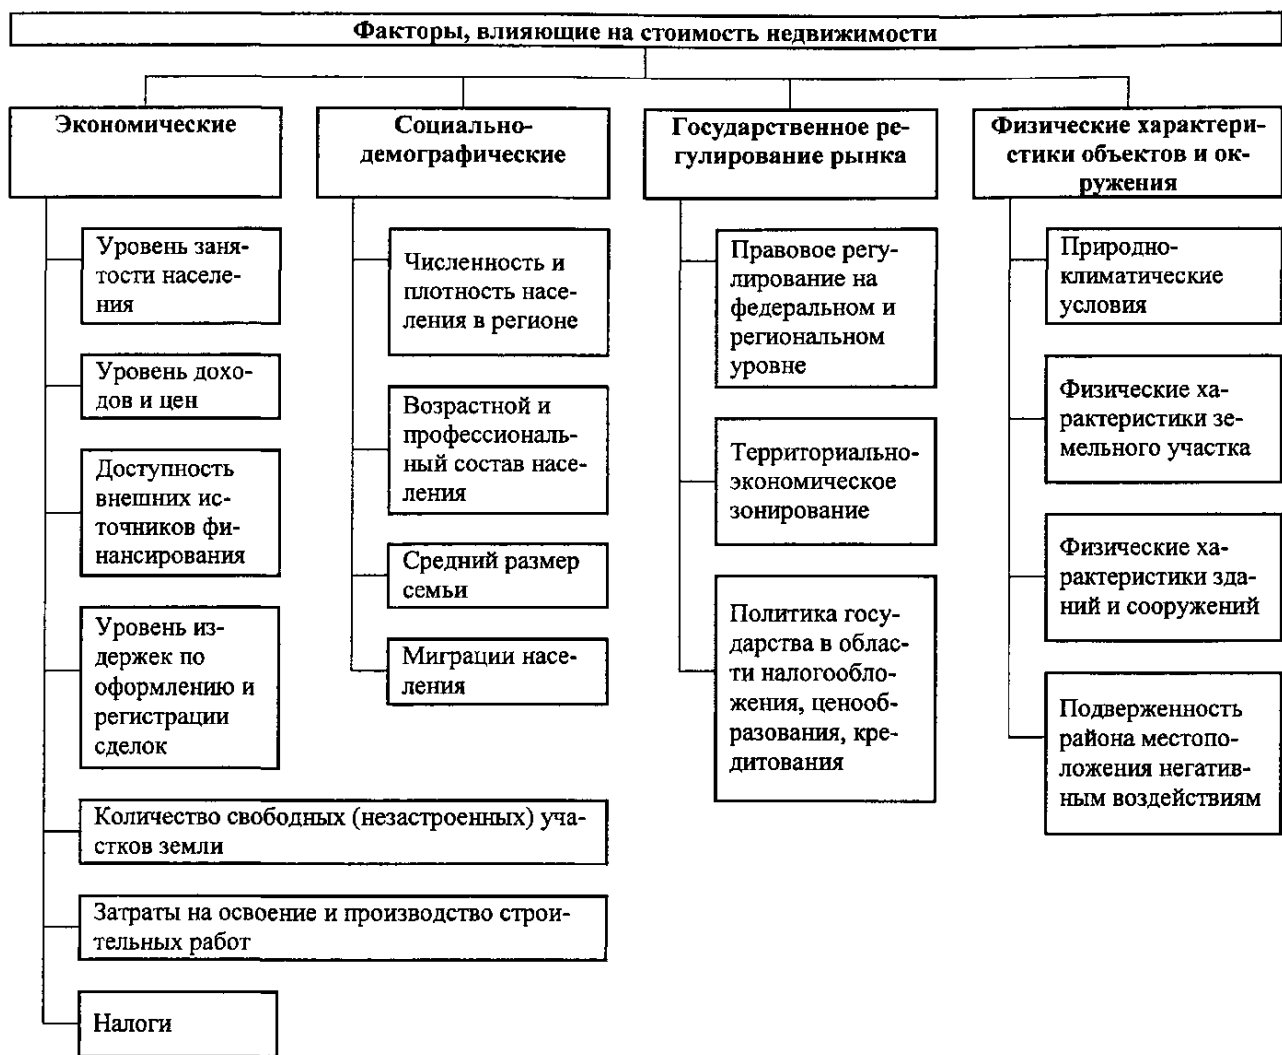 Факторы, влияющие на стоимость недвижимости
Экономические
Социально-
демографические
Государственное ре-
гулирование рынка
Физические характери-
стики объектов и ок-
ружения
Уровень заня-
тости населе-
ния
Уровень дохо-
дов и цен
Доступность
внешних ис-
точников фи-
нансирования
Уровень из-
держек по
оформлению и
регистрации
сделок
Количество свободных (незастроенных) уча-
стков земли
Затраты на освоение и производство строи-
тельных работ
Налоги
Численность и
плотность насе-
ления в регионе
Возрастной и
профессиональ-
ный состав насе-
ления
Средний размер
семьи
Миграции насе-
ления
Правовое регу-
лирование на
федеральном и
региональном
уровне
Территориально-
экономическое
зонирование
Политика госу-
дарства в облас-
ти налогообло-
жения, ценооб-
разования, кре-
дитования
Природно-
климатические
условия
Физические ха-
рактеристики зе-
мельного участка
Физические ха-
рактеристики зда-
ний и сооружений
Подверженность
района местопо-
ложения негатив-
ным воздействиям